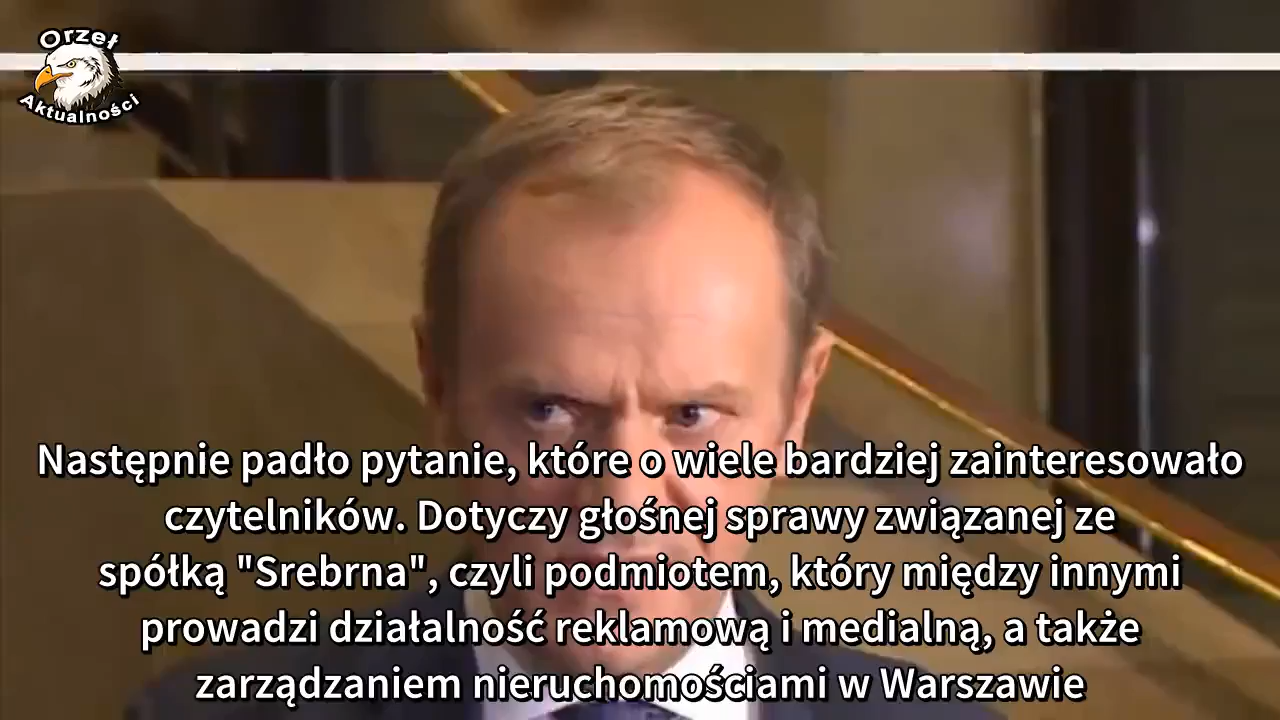 Orzeł
Aktualności
Następnie padło pytanie, które o wiele bardziej zainteresowało
czytelników. Dotyczy głośnej sprawy związanej ze
spółką "Srebrna", czyli podmiotem, który między innymi
prowadzi działalność reklamową i medialną, a także
zarządzaniem nieruchomościami w Warszawie